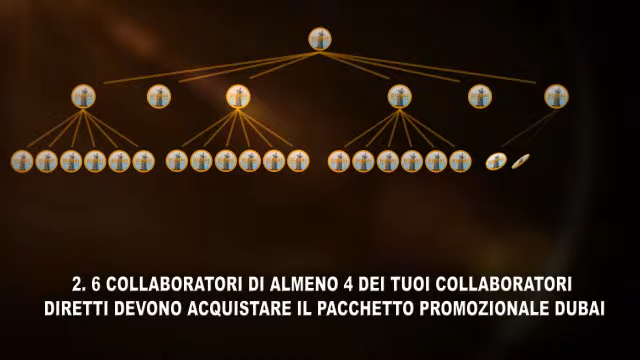 2. 6 COLLABORATORI DI ALMENO 4 DEI TUOI COLLABORATORI
DIRETTI DEVONO ACQUISTARE IL PACCHETTO PROMOZIONALE DUBAI